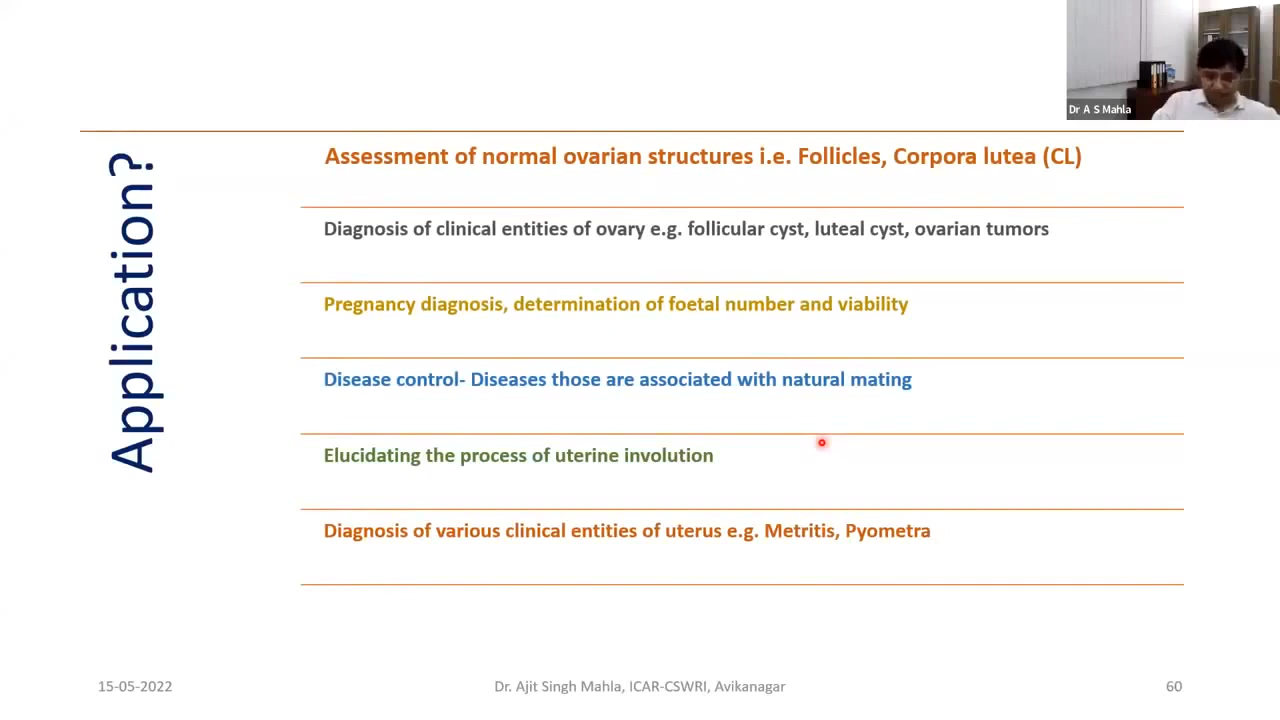 Dr A S Mahla
Application?
Assessment of normal ovarian structures i.e. Follicles, Corpora lutea (CL)
Diagnosis of clinical entities of ovary e.g. follicular cyst, luteal cyst, ovarian tumors
Pregnancy diagnosis, determination of foetal number and viability
Disease control- Diseases those are associated with natural mating
Elucidating the process of uterine involution
Diagnosis of various clinical entities of uterus e.g. Metritis, Pyometra
15-05-2022
Dr. Ajit Singh Mahla, ICAR-CSWRI, Avikanagar
60